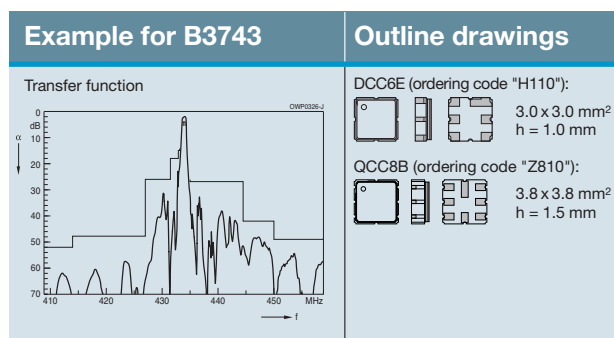 Example for B3743
Outline drawings
Transfer function
OWP0326-J
0
dB
α
10
20
30
40
50
60
70
410
420
430
440
450
MHz
f
DCC6E (ordering code "H110"):
3.0 x 3.0 mm²
h = 1.0 mm
QCC8B (ordering code "Z810"):
3.8 x 3.8 mm²
h = 1.5 mm